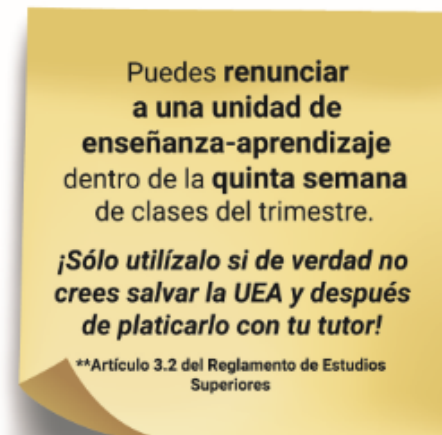 Puedes renunciar
a una unidad de
enseñanza-aprendizaje
dentro de la quinta semana
de clases del trimestre.
¡Sólo utilízalo si de verdad no
crees salvar la UEA y después
de platicarlo con tu tutor!
**Artículo 3.2 del Reglamento de Estudios
Superiores